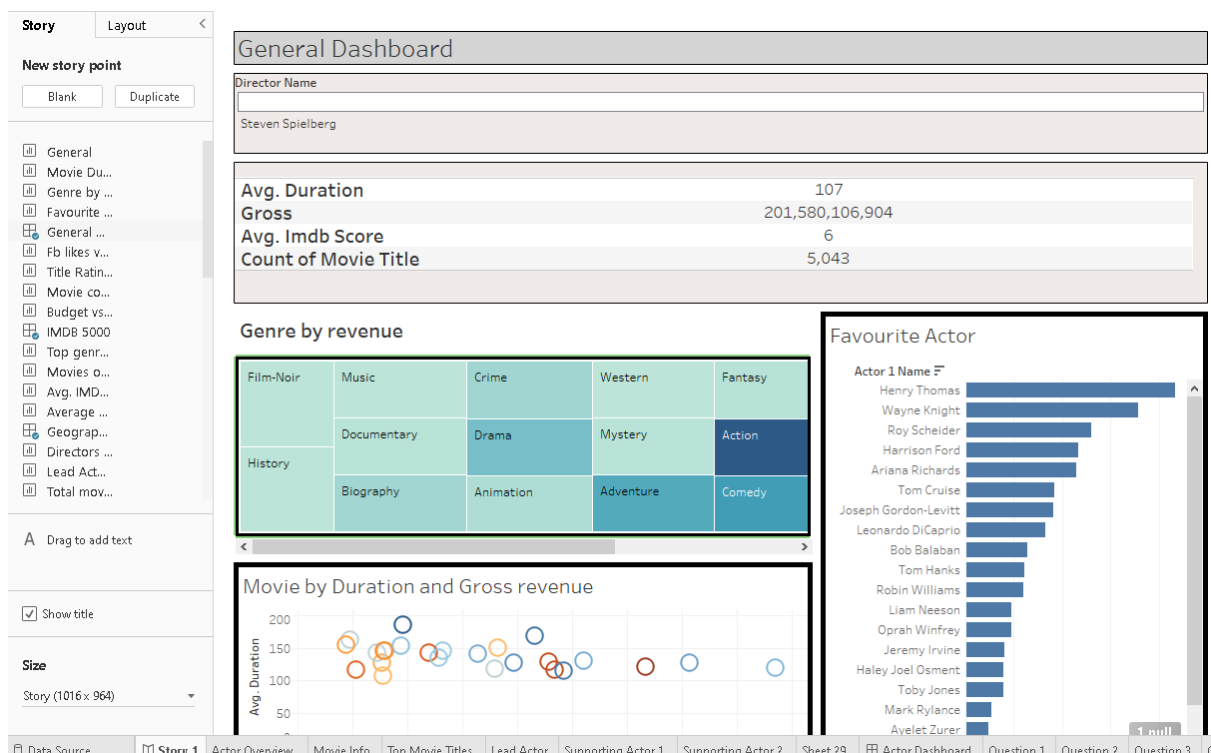 Story Layout <
New story point
Blank Duplicate
General
Movie Du...
Genre by ...
Favourite ...
General ...
Fb likes v...
Title Ratin...
Movie co...
Budget vs...
IMDB 5000
Top genr...
Movies o...
Avg. IMD...
Average ...
Geograp...
Directors ...
Lead Act...
Total mov...
A Drag to add text
Show title
Size
Story (1016 x 964)
General Dashboard
Director Name
Steven Spielberg
Avg. Duration 107
Gross 201,580,106,904
Avg. Imdb Score 6
Count of Movie Title 5,043
Genre by revenue
Film-Noir Music Crime Western Fantasy
Documentary Drama Mystery Action
History
Biography Animation Adventure Comedy
Movie by Duration and Gross revenue
Avg. Duration
200
150
100
50
Favourite Actor
Actor 1 Name
Henry Thomas
Wayne Knight
Roy Scheider
Harrison Ford
Ariana Richards
Tom Cruise
Joseph Gordon-Levitt
Leonardo DiCaprio
Bob Balaban
Tom Hanks
Robin Williams
Liam Neeson
Oprah Winfrey
Jeremy Irvine
Haley Joel Osment
Toby Jones
Mark Rylance
Ayelet Zurer
1 null
Data Source Story 1 Actor Overview Movie Info Top Movie Titles Lead Actor Supporting Actor 1 Supporting Actor 2 Sheet 29 Actor Dashboard Question 1 Question 2 Question 3